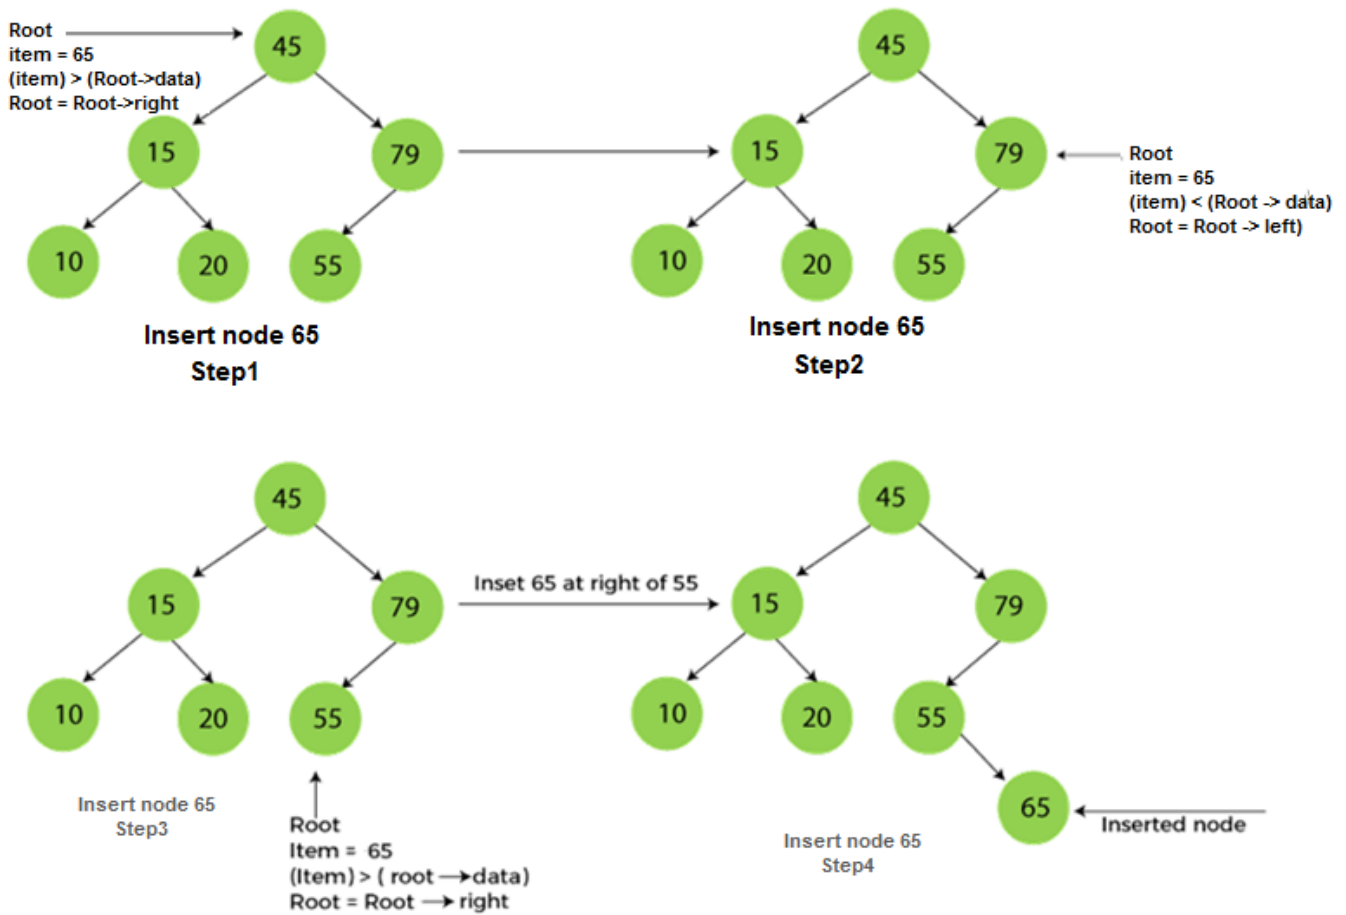 Root
item = 65
(item) > (Root->data)
Root = Root->right
45
15
79
10
20
55
Insert node 65
Step1
45
15
79
10
20
55
Root
item = 65
(item) < (Root -> data)
Root = Root -> left)
Insert node 65
Step2
45
15
79
10
20
55
Insert node 65
Step3
Root
Item = 65
(Item) > ( root →data)
Root = Root → right
Inset 65 at right of 55
45
15
79
10
20
55
65
Inserted node
Insert node 65
Step4